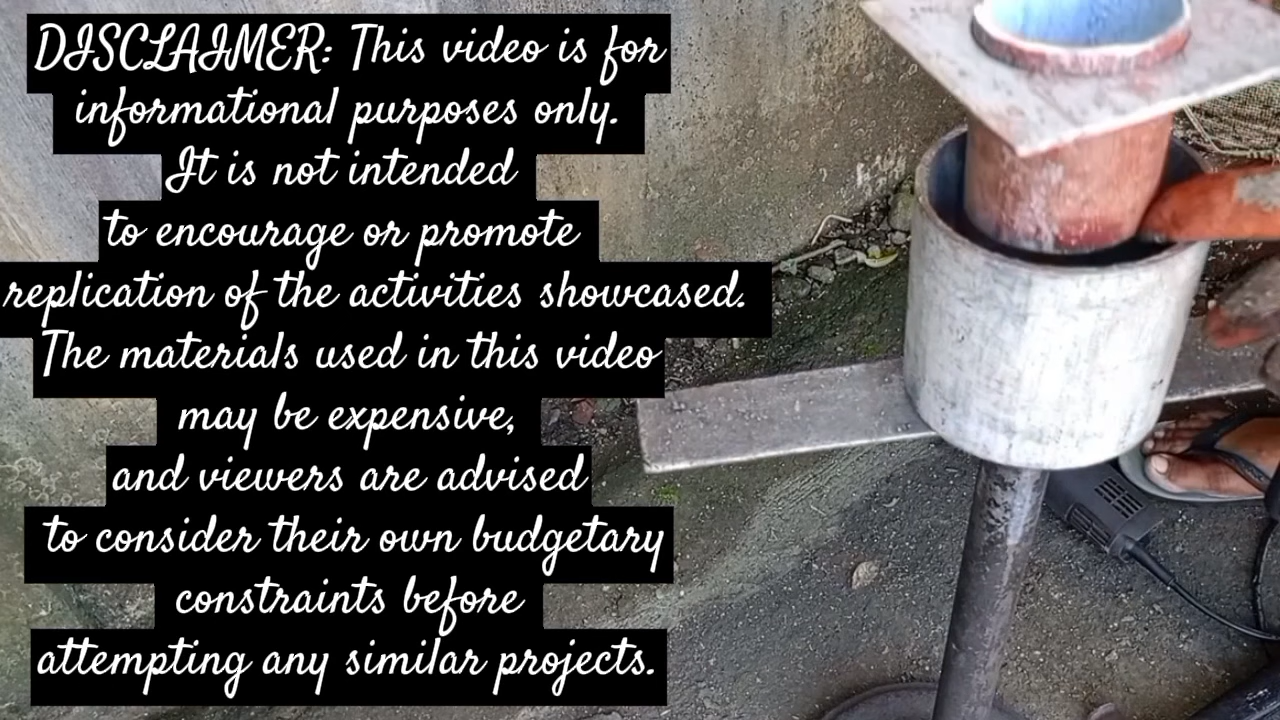 DISCLAIMER: This video is for
informational purposes only.
It is not intended
to encourage or promote
replication of the activities showcased.
The materials used in this video
may be expensive,
and viewers are advised
to consider their own budgetary
constraints before
attempting any similar projects.